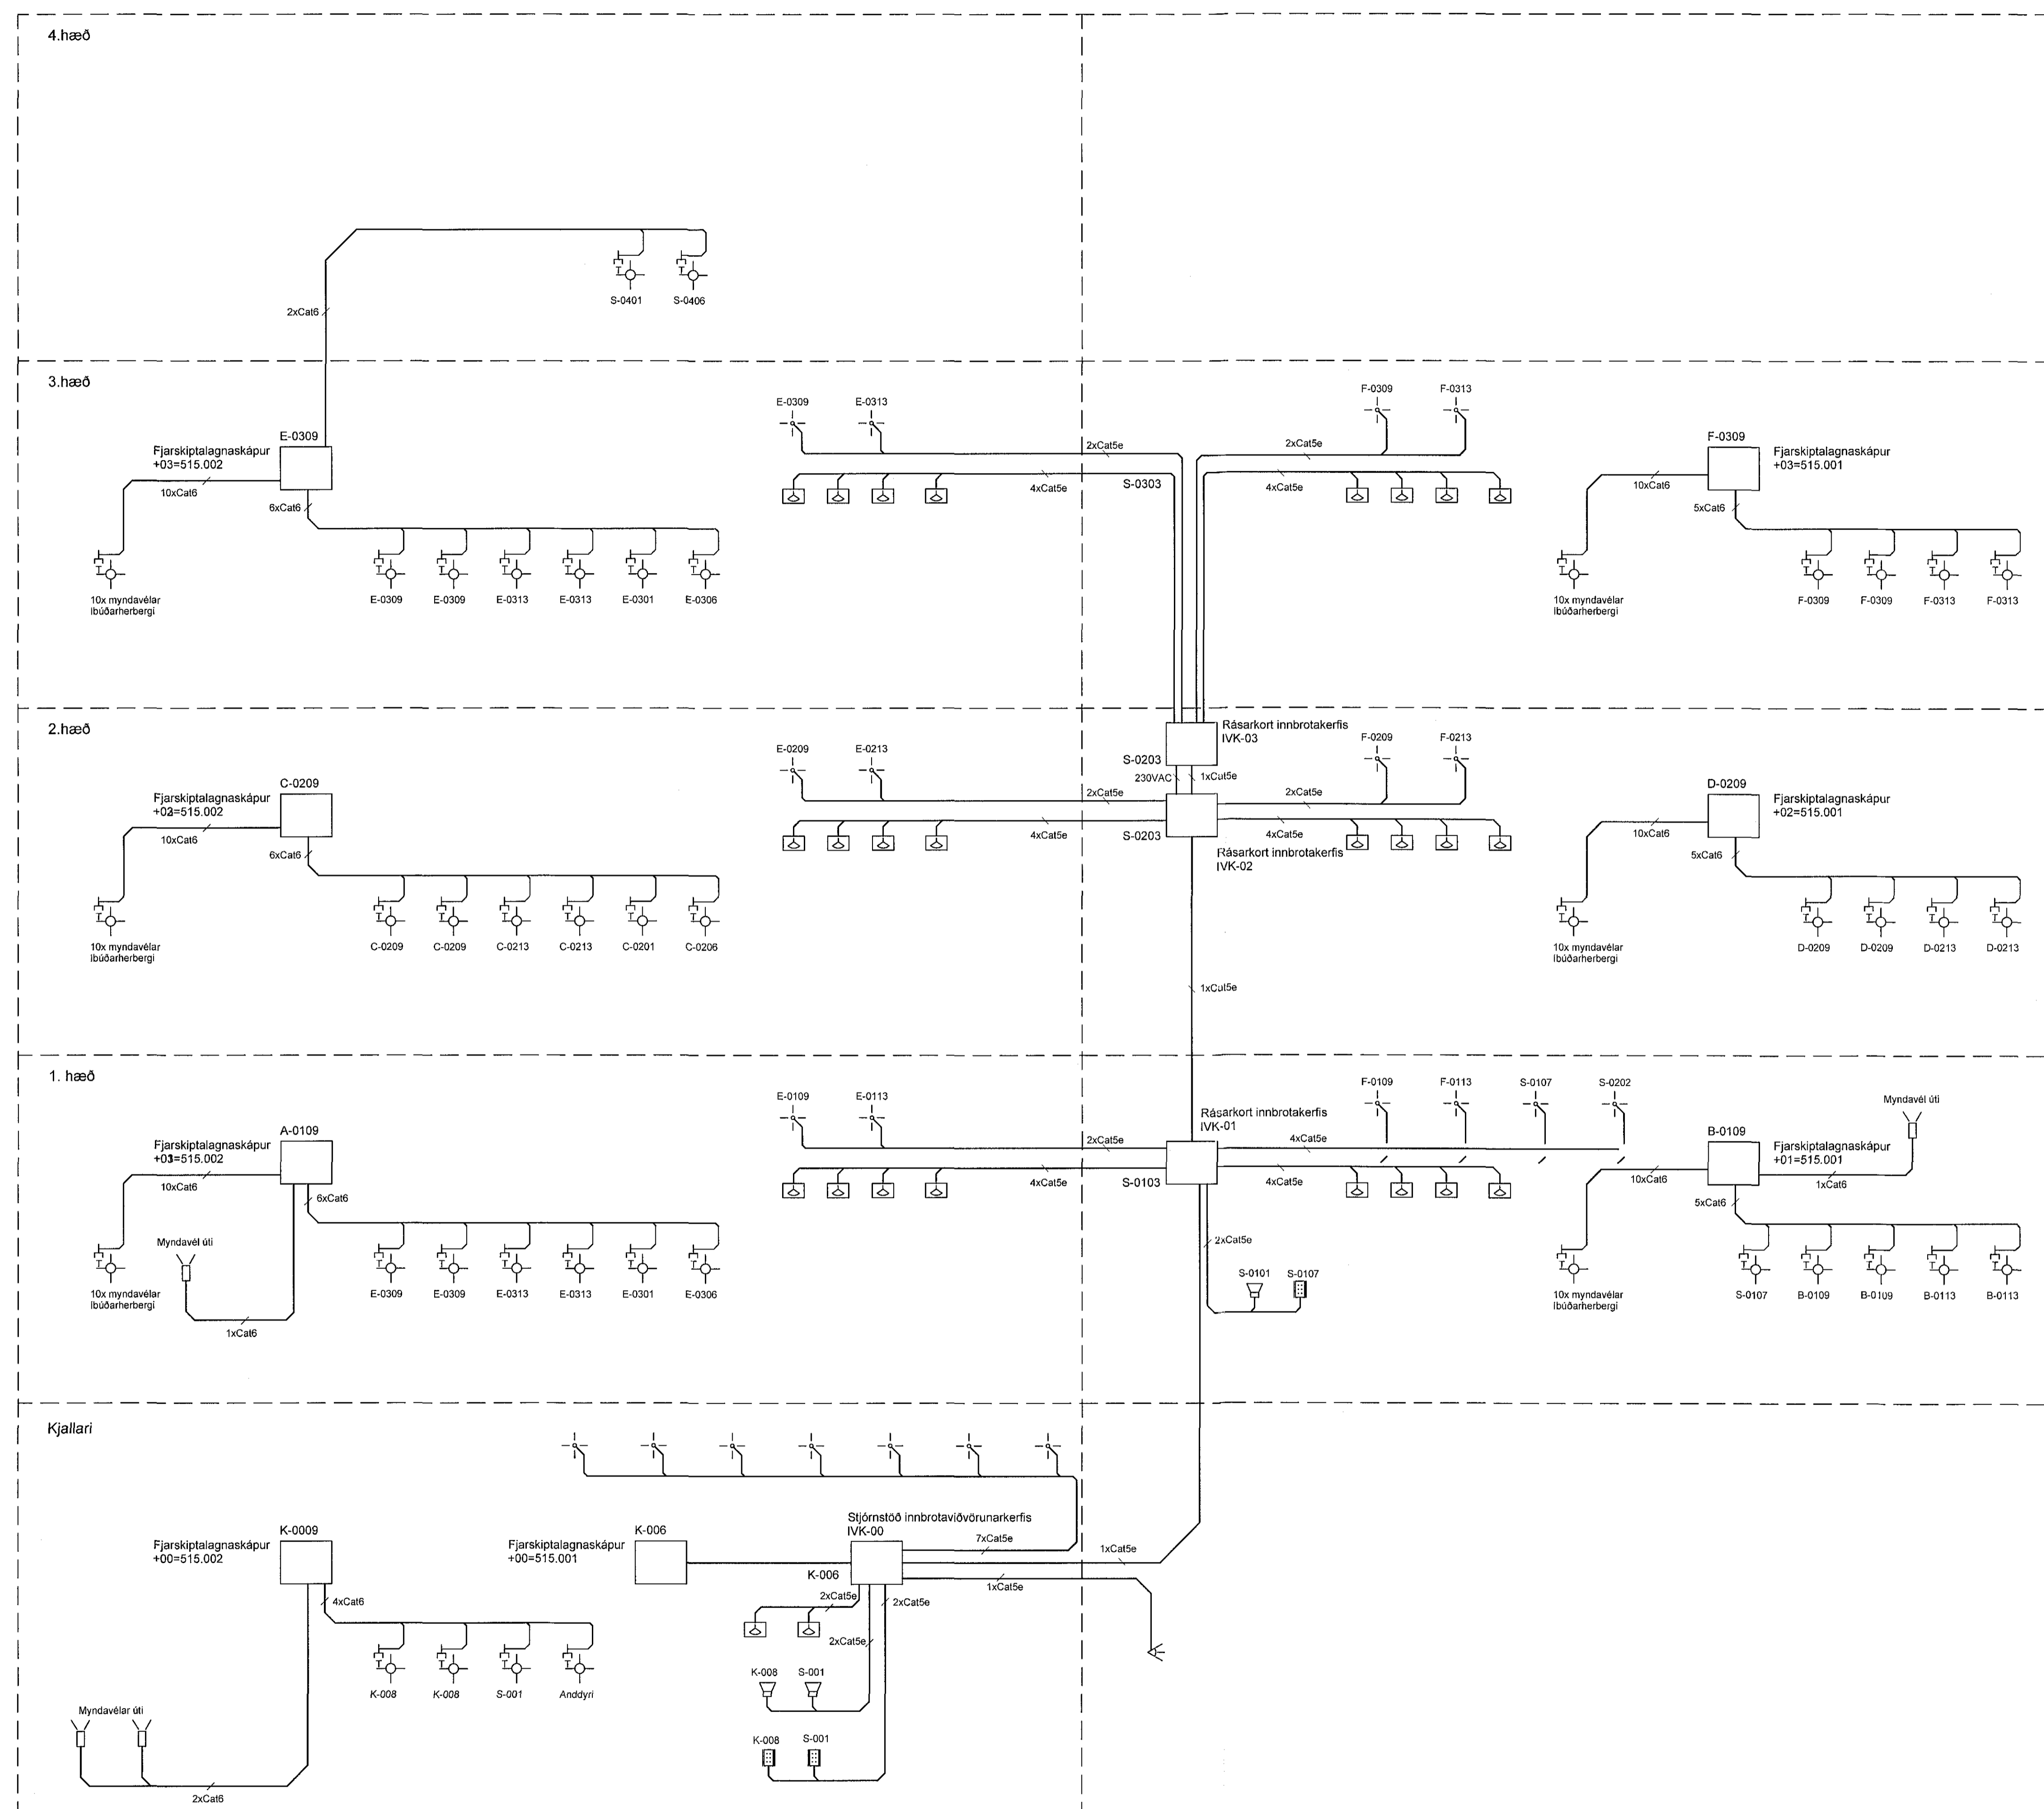 4.hæð
S-0401
S-0406
2xCat6
3.hæð
E-0309
Fjarskiptalagnaskápur
+03=515.002
10xCat6
6xCat6
10x myndavélar
Ibúðarherbergi
E-0309
E-0309
E-0313
E-0313
E-0301
E-0306
E-0309
E-0313
2xCat5e
4xCat5e
S-0303
F-0309
F-0313
2xCat5e
4xCat5e
F-0309
Fjarskiptalagnaskápur
+03=515.001
10xCat6
5xCat6
10x myndavélar
Ibúðarherbergi
F-0309
F-0309
F-0313
F-0313
2.hæð
C-0209
Fjarskiptalagnaskápur
=515.002
10xCat6
6xCat6
10x myndavélar
Ibúðarherbergi
C-0209
C-0209
C-0213
C-0213
C-0201
C-0206
E-0209
E-0213
2xCat5e
4xCat5e
Rásarkort innbrotakerfis
IVK-03
S-0203
230VAC
1xCat5e
S-0203
Rásarkort innbrotakerfis
IVK-02
F-0209
F-0213
2xCat5e
4xCat5e
1xCat5e
D-0209
Fjarskiptalagnaskápur
+02=515.001
10xCat6
5xCat6
10x myndavélar
Ibúðarherbergi
D-0209
D-0209
D-0213
D-0213
1. hæð
A-0109
Fjarskiptalagnaskápur
=515.002
10xCat6
6xCat6
Myndavél úti
10x myndavélar
Ibúðarherbergi
1xCat6
E-0309
E-0309
E-0313
E-0313
E-0301
E-0306
E-0109
E-0113
2xCat5e
4xCat5e
Rásarkort innbrotakerfis
IVK-01
S-0103
F-0109
F-0113
S-0107
S-0202
4xCat5e
4xCat5e
2xCat5e
S-0101
S-0107
Myndavél úti
B-0109
Fjarskiptalagnaskápur
+01=515.001
10xCat6
1xCat6
5xCat6
10x myndavélar
Ibúðarherbergi
S-0107
B-0109
B-0109
B-0113
B-0113
Kjallari
K-0009
Fjarskiptalagnaskápur
+00=515.002
4xCat6
K-008
K-008
S-001
Anddyri
Myndavélar úti
2xCat6
K-006
Fjarskiptalagnaskápur
+00=515.001
Stjórnstöð innbrotaviðvörunarkerfis
IVK-00
K-006
7xCat5e
1xCat5e
1xCat5e
2xCat5e
2xCat5e
2xCat5e
K-008
S-001
K-008
S-001